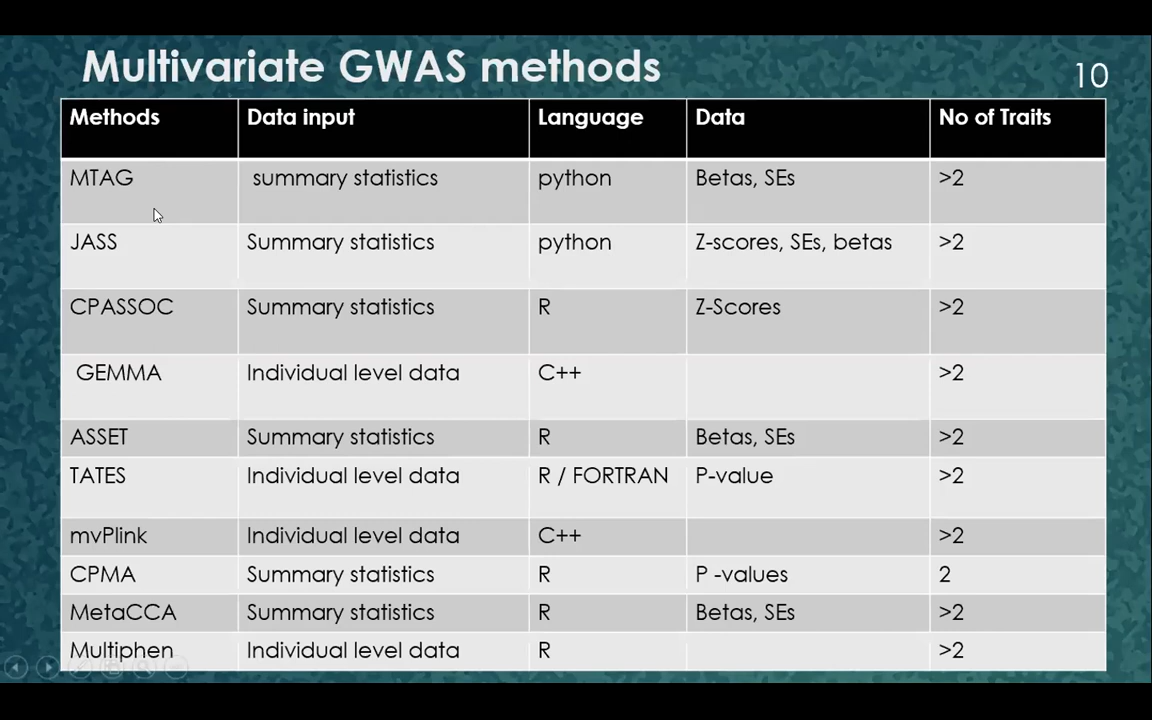 Multivariate GWAS methods
10
Methods Data input Language Data No of Traits
MTAG summary statistics python Betas, SEs >2
JASS Summary statistics python Z-scores, SEs, betas >2
CPASSOC Summary statistics R Z-Scores >2
GEMMA Individual level data C++ >2
ASSET Summary statistics R Betas, SEs >2
TATES Individual level data R / FORTRAN P-value >2
mvPlink Individual level data C++ >2
CPMA Summary statistics R P -values 2
MetaCCA Summary statistics R Betas, SEs >2
Multiphen Individual level data R >2